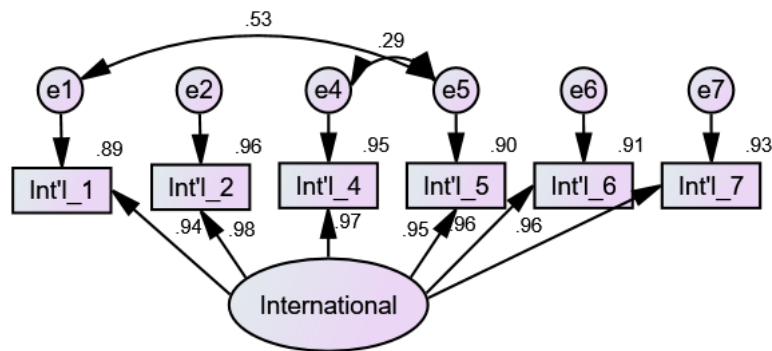 .53
.29
e1 e2 e4 e5 e6 e7
.89 .96 .95 .90 .91 .93
Int'l_1 Int'l_2 Int'l_4 Int'l_5 Int'l_6 Int'l_7
.94 .98 .97 .95 .96 .96
International